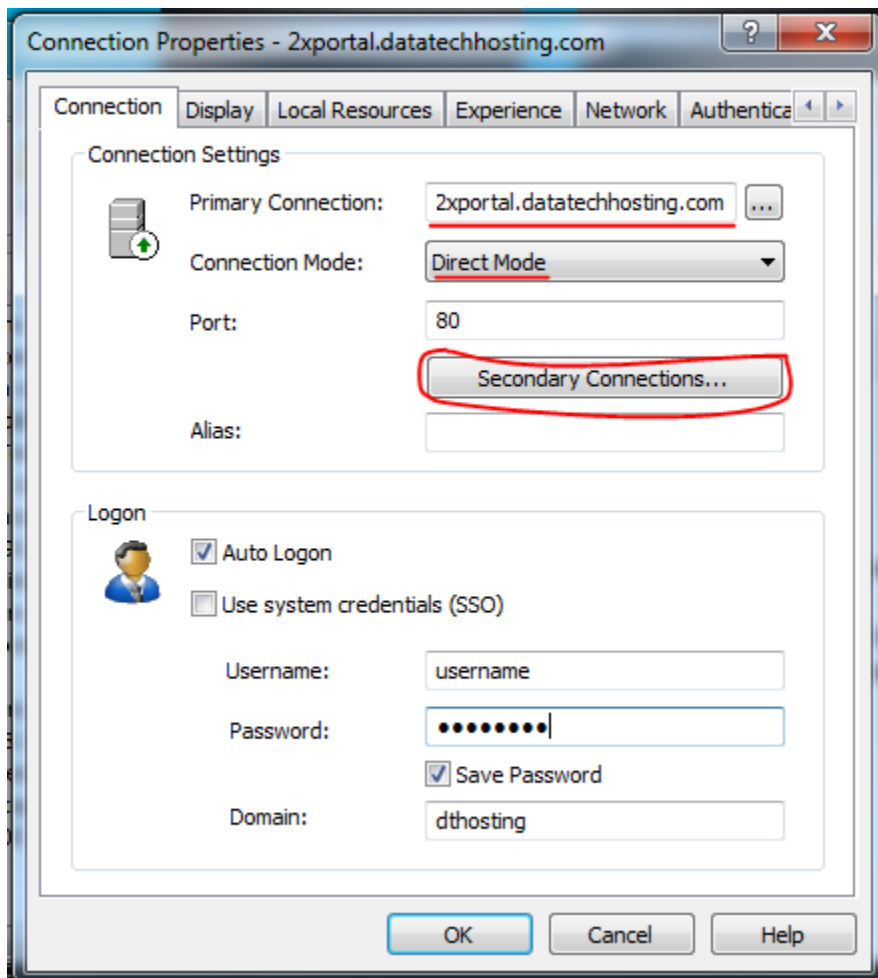 Connection Properties - 2xportal.datatechhosting.com
?
X
Connection
Display
Local Resources
Experience
Network
Authentica
Connection Settings
Primary Connection:
2xportal.datatechhosting.com
...
Connection Mode:
Direct Mode
Port:
80
Secondary Connections...
Alias:
Logon
Auto Logon
Use system credentials (SSO)
Username:
username
Password:
••••••••
Save Password
Domain:
dthosting
OK
Cancel
Help